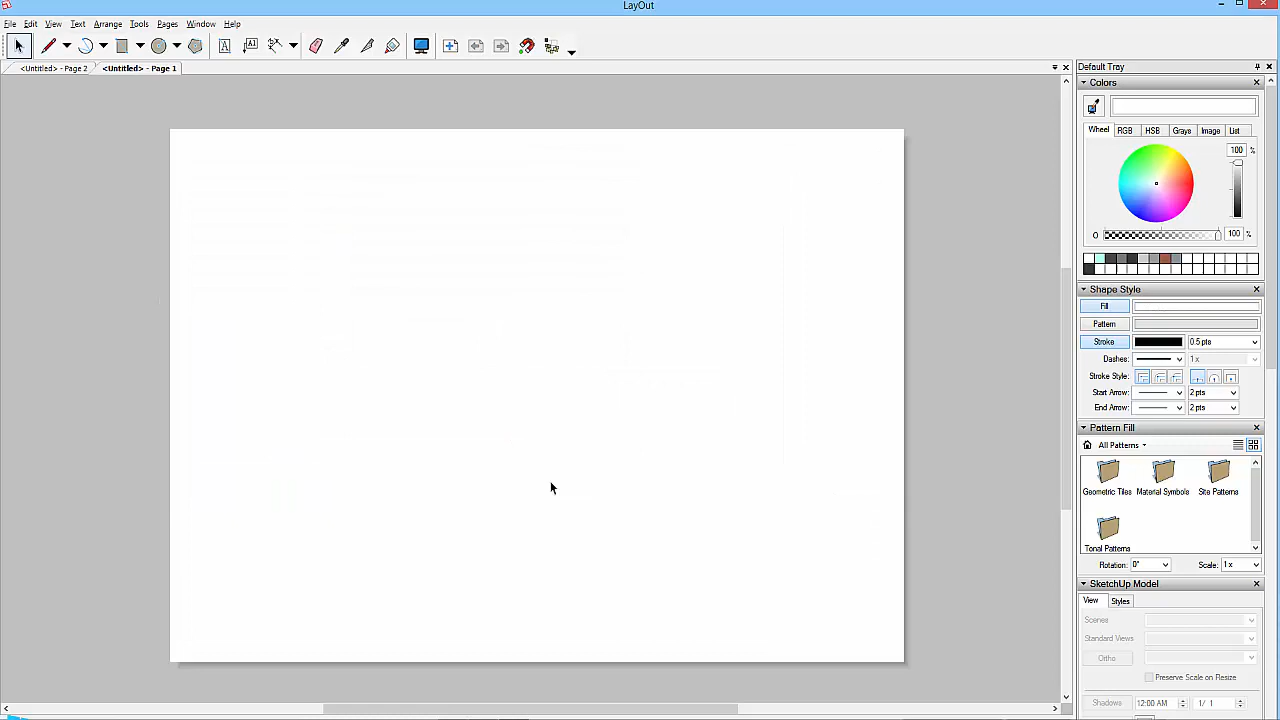 LayOut
File Edit View Text Arrange Tools Pages Window Help
<Untitled> - Page 2 <Untitled> - Page 1
Default Tray
Colors
Wheel RGB HSB Grays Image List
100 %
O 100 %
Shape Style
Fill
Pattern
Stroke 0.5 pts
Dashes: 1 x
Stroke Style:
Start Arrow: 2 pts
End Arrow: 2 pts
Pattern Fill
All Patterns
Geometric Tiles Material Symbols Site Patterns
Tonal Patterns
Rotation: 0° Scale: 1 x
SketchUp Model
View Styles
Scenes
Standard Views
Ortho
Preserve Scale on Resize
Shadows 12:00 AM 1/ 1